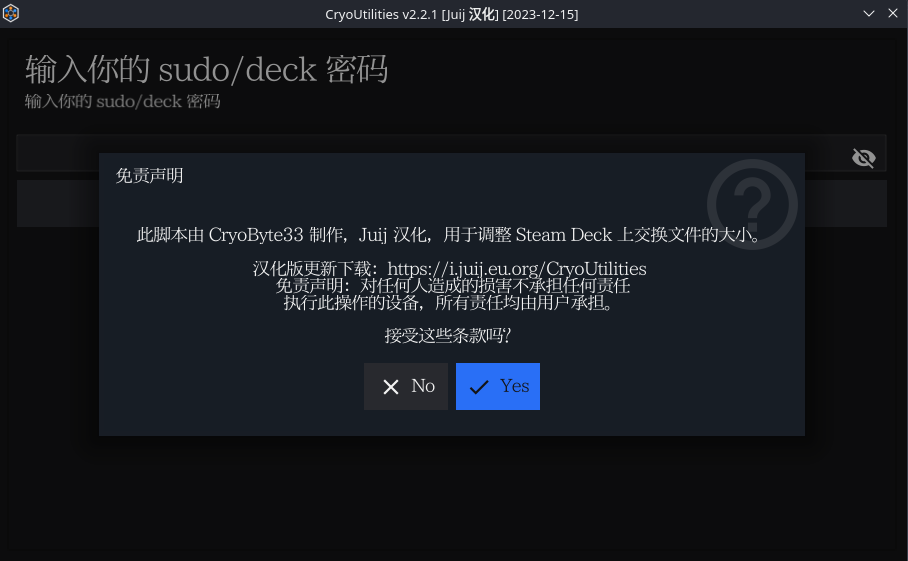 CryoUtilities v2.2.1 [Juij 汉化] [2023-12-15]
输入你的 sudo/deck 密码
输入你的 sudo/deck 密码
免责声明
此脚本由 CryoByte33 制作，Juij 汉化，用于调整 Steam Deck 上交换文件的大小。
汉化版更新下载：https://i.juij.eu.org/CryoUtilities
免责声明：对任何人造成的损害不承担任何责任
执行此操作的设备，所有责任均由用户承担。
接受这些条款吗?
No
Yes